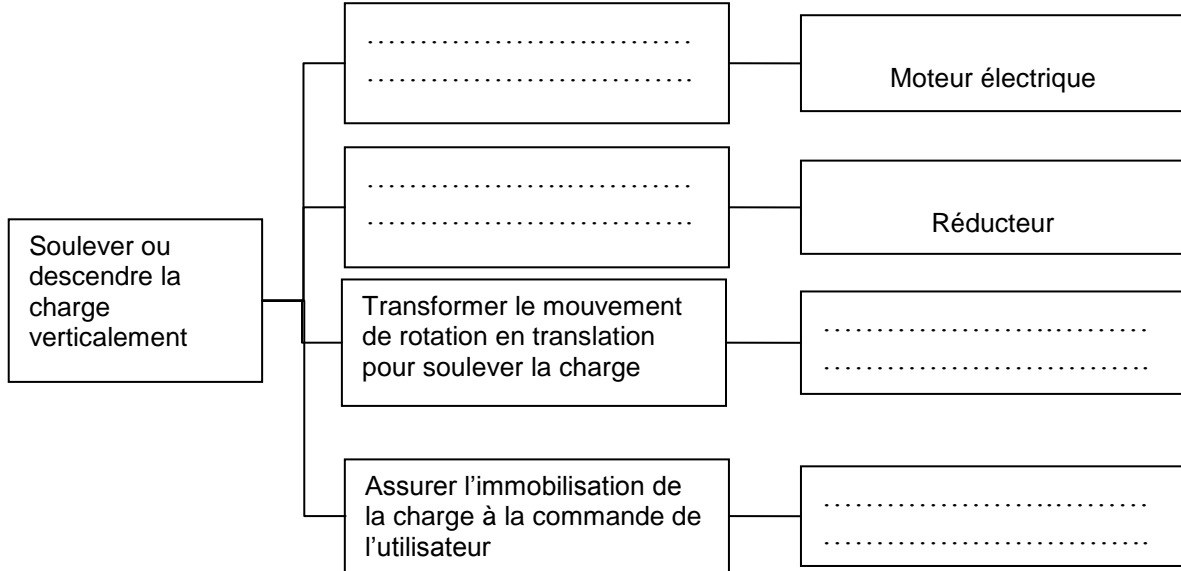 ……………………………
……………………………
Moteur électrique
……………………………
……………………………
Réducteur
Soulever ou
descendre la
charge
verticalement
Transformer le mouvement
de rotation en translation
pour soulever la charge
……………………………
……………………………
Assurer l’immobilisation de
la charge à la commande de
l’utilisateur
……………………………
……………………………